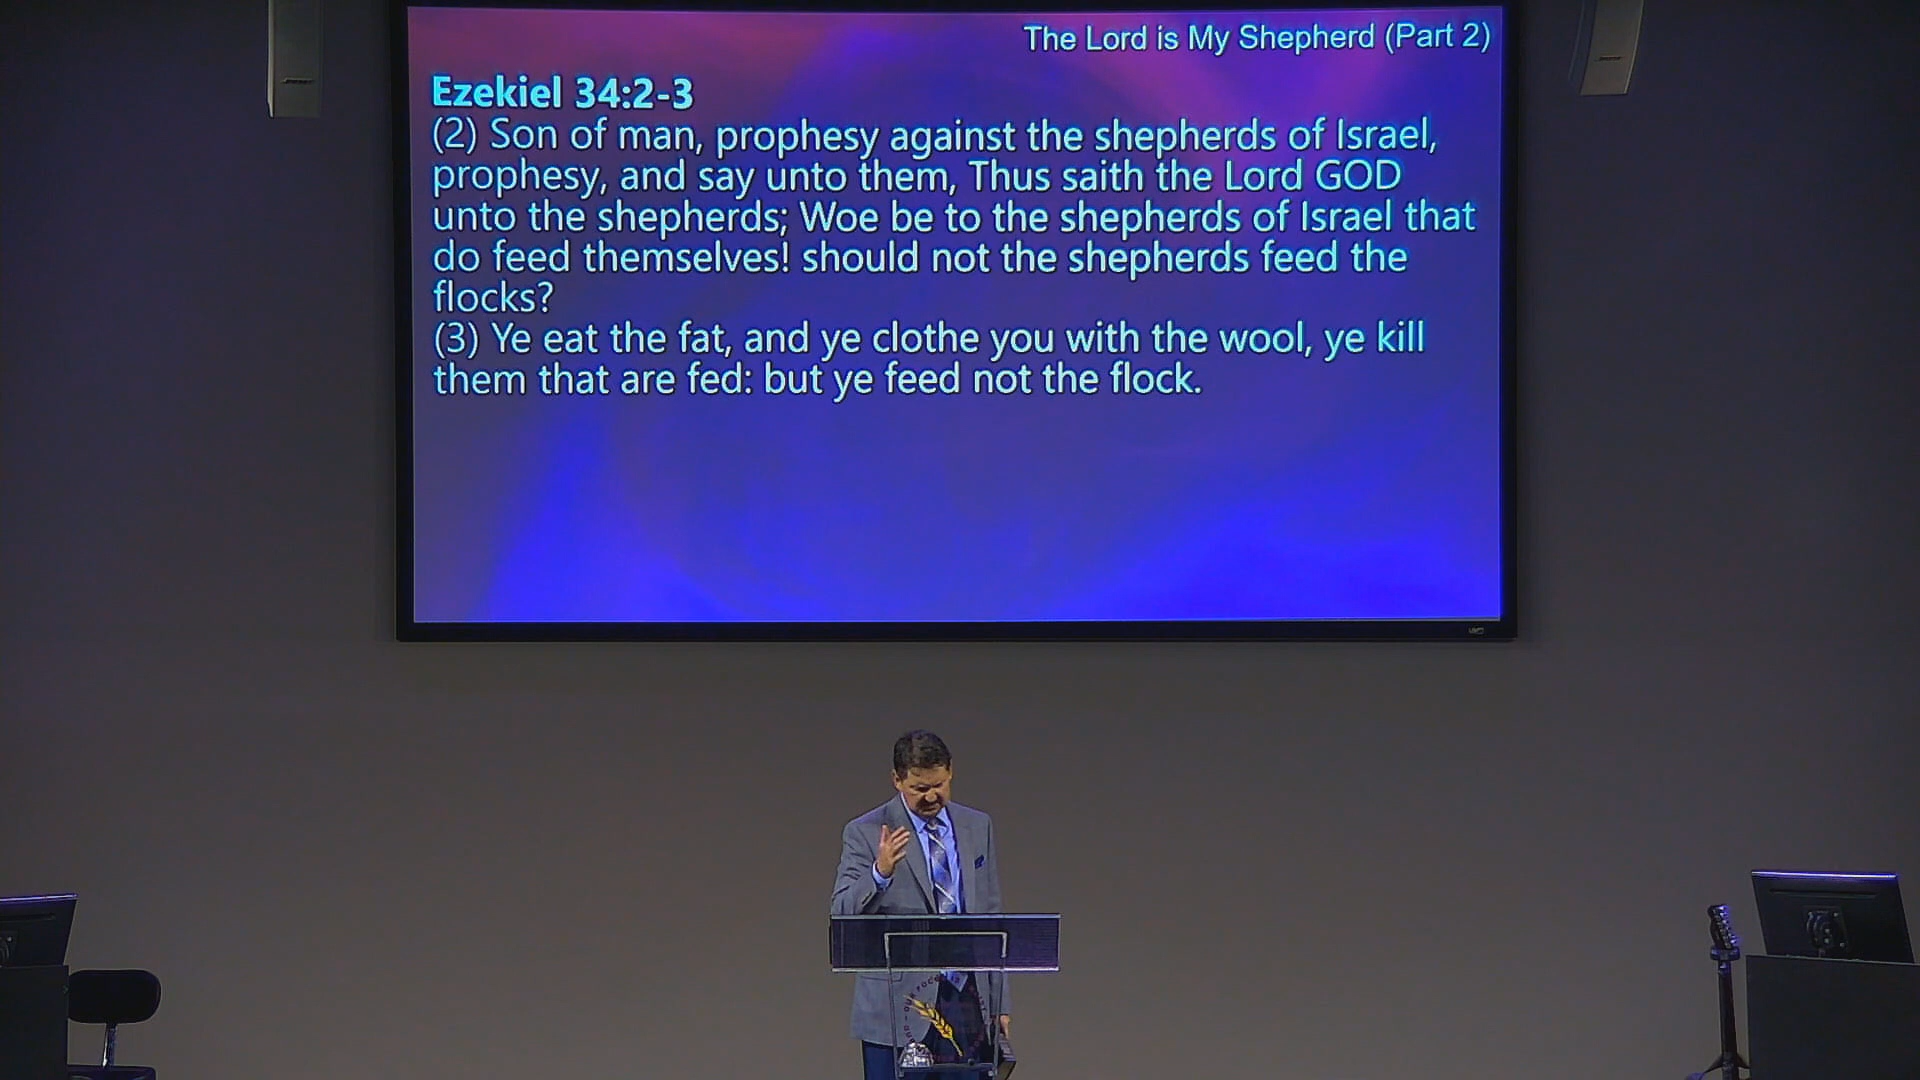 The Lord is My Shepherd (Part 2)
Ezekiel 34:2-3
(2) Son of man, prophesy against the shepherds of Israel,
prophesy, and say unto them, Thus saith the Lord GOD
unto the shepherds; Woe be to the shepherds of Israel that
do feed themselves! should not the shepherds feed the
flocks?
(3) Ye eat the fat, and ye clothe you with the wool, ye kill
them that are fed: but ye feed not the flock.